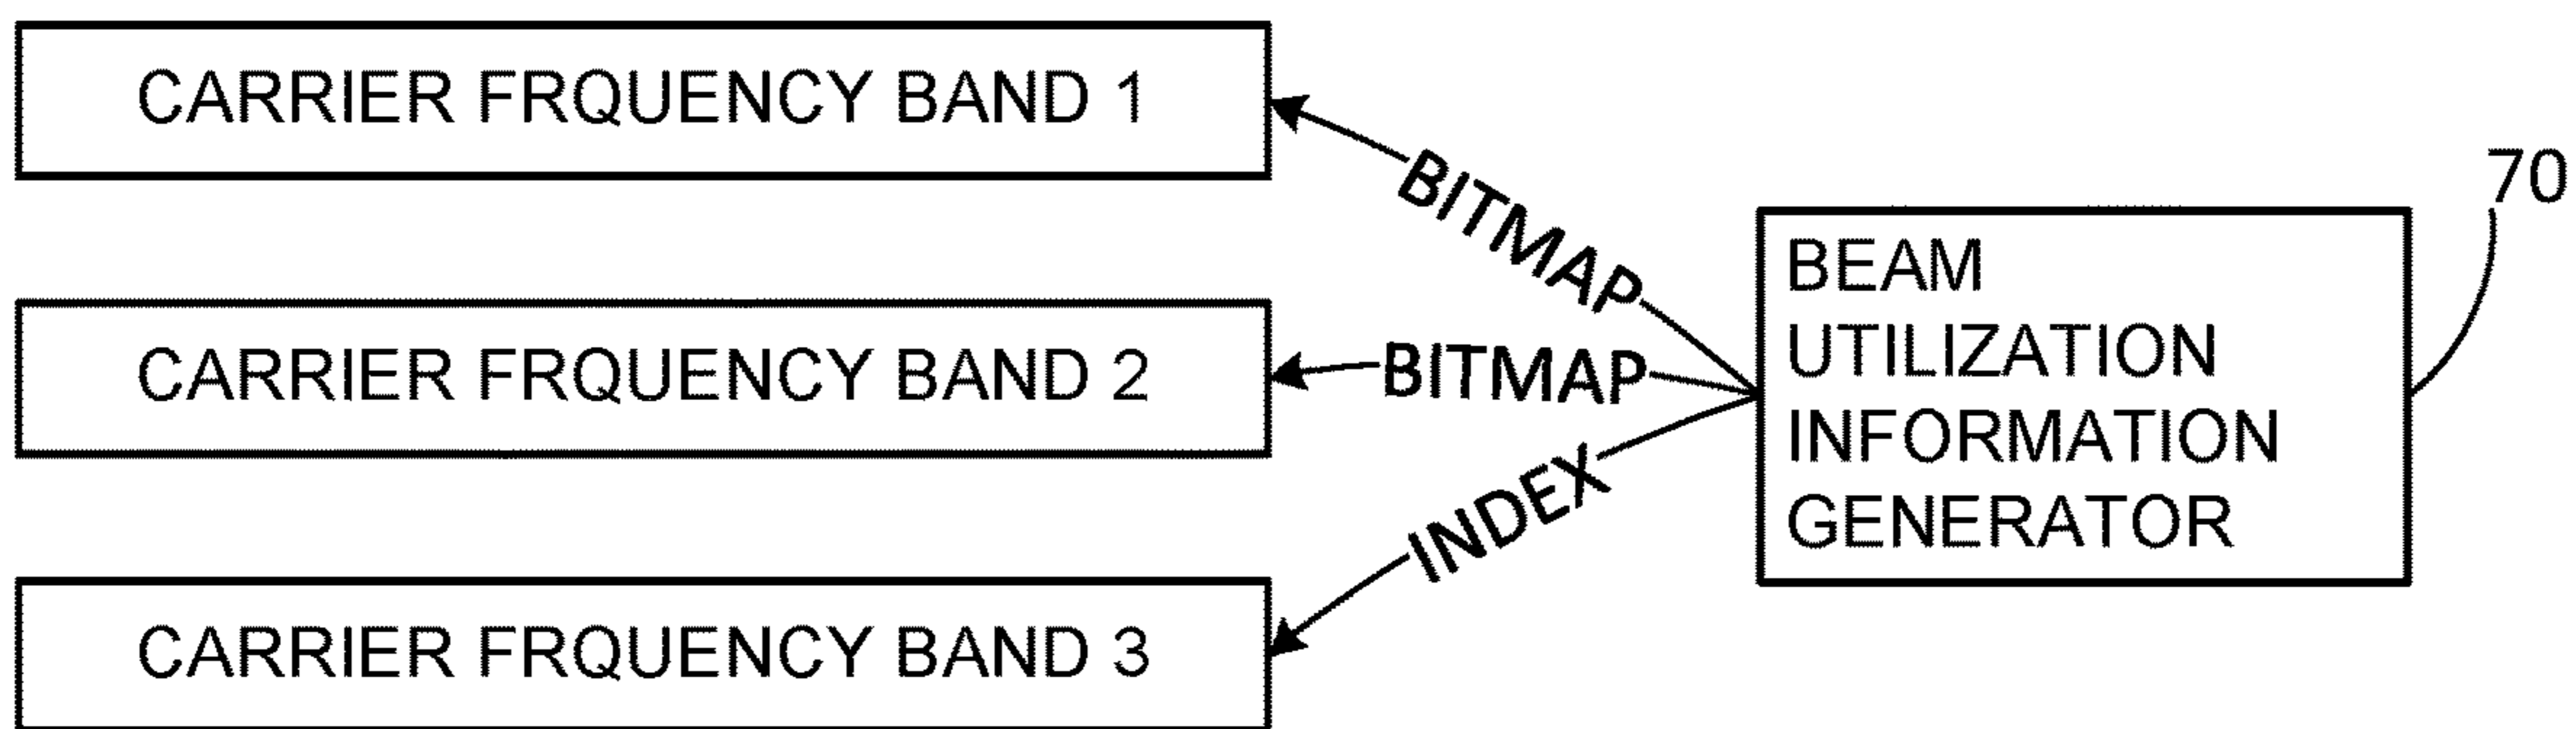 CARRIER FRQUENCY BAND 1
BITMAP
70
CARRIER FRQUENCY BAND 2
BITMAP
BEAM
UTILIZATION
INFORMATION
GENERATOR
CARRIER FRQUENCY BAND 3
INDEX